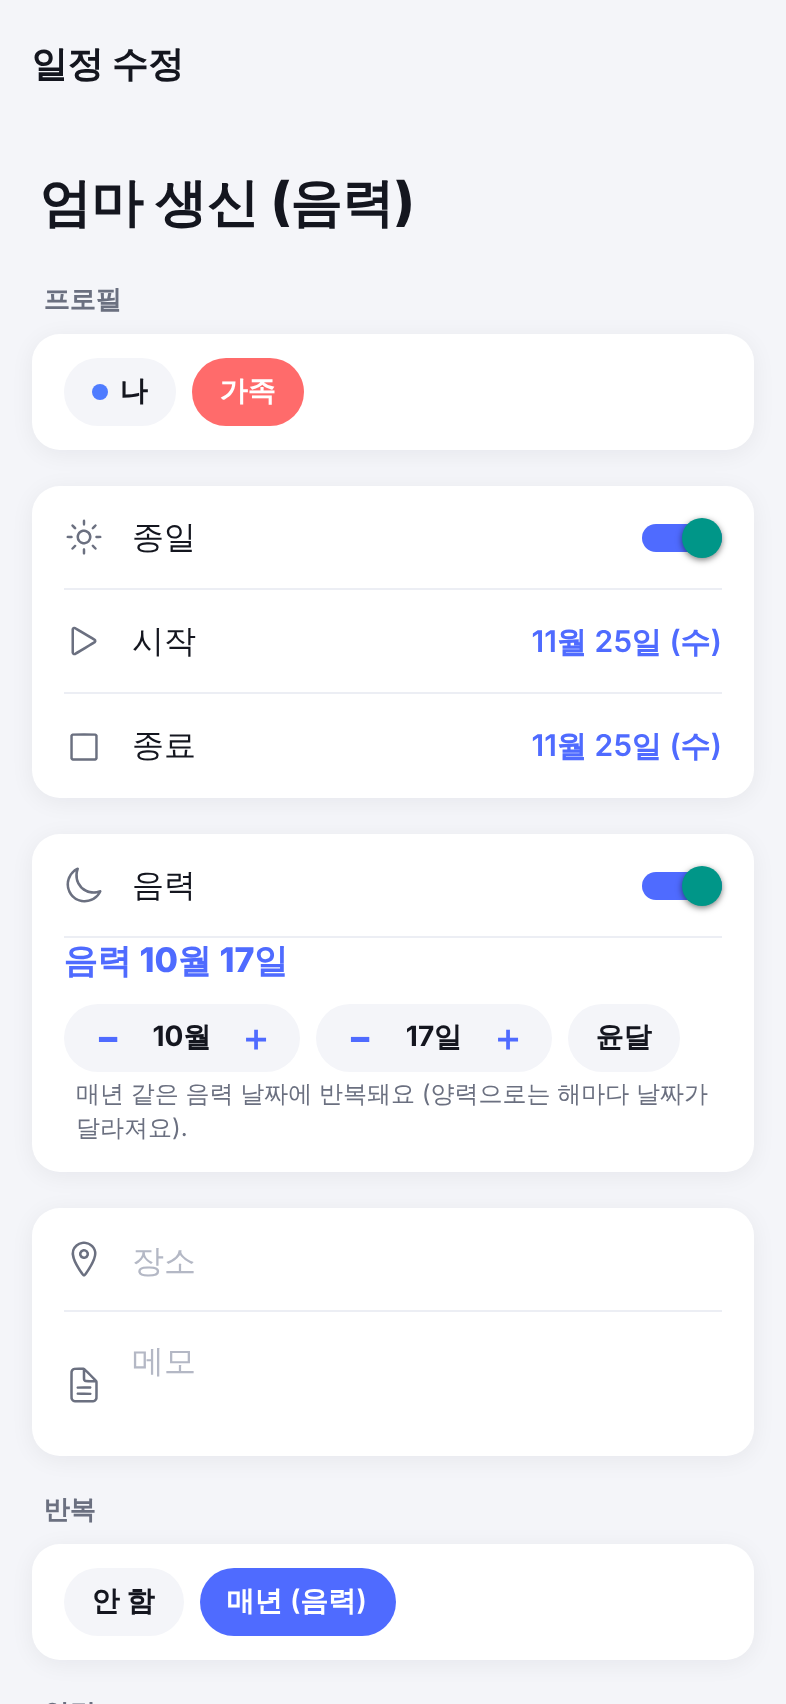 일정 수정
엄마 생신 (음력)
프로필
나 가족
종일
시작 11월 25일 (수)
종료 11월 25일 (수)
음력
음력 10월 17일
− 10월 + − 17일 + 윤달
매년 같은 음력 날짜에 반복돼요 (양력으로는 해마다 날짜가
달라져요).
장소
메모
반복
안 함 매년 (음력)